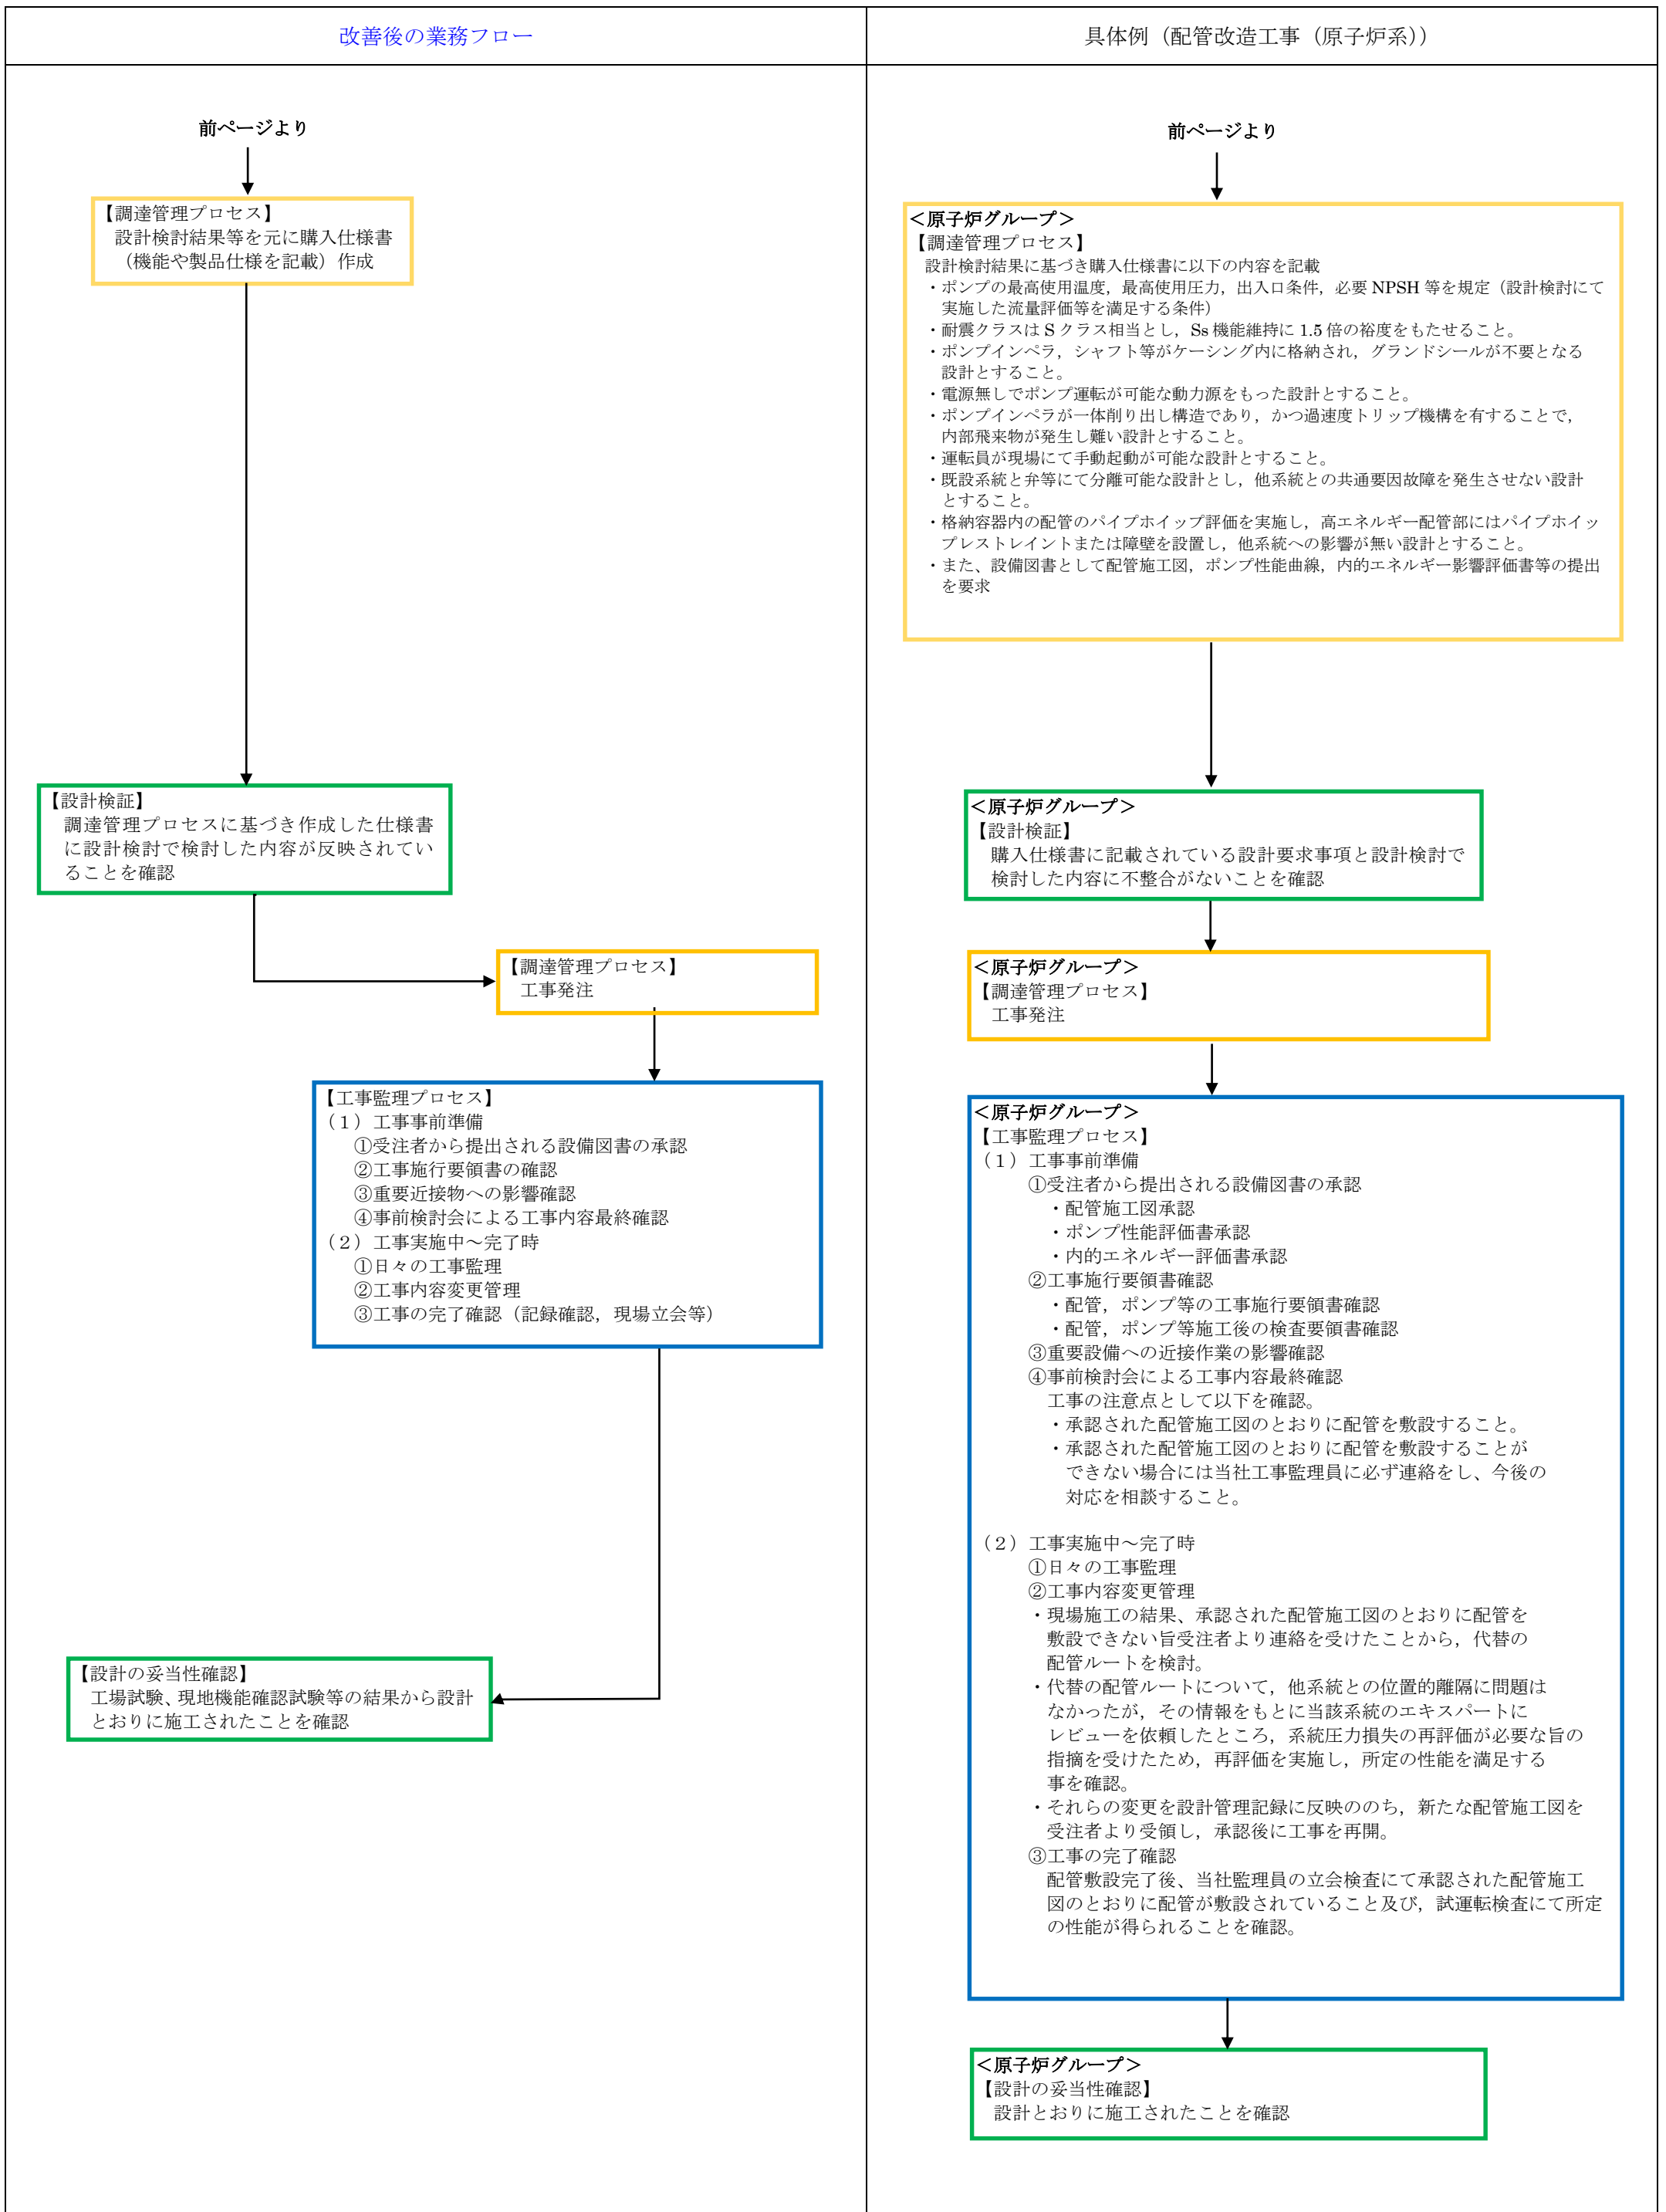 改善後の業務フロー
前ページより
【調達管理プロセス】
設計検討結果等を元に購入仕様書
（機能や製品仕様を記載）作成
【設計検証】
調達管理プロセスに基づき作成した仕様書
に設計検討で検討した内容が反映されてい
ることを確認
【調達管理プロセス】
工事発注
【工事監理プロセス】
（１）工事事前準備
①受注者から提出される設備図書の承認
②工事施行要領書の確認
③重要近接物への影響確認
④事前検討会による工事内容最終確認
（２）工事実施中～完了時
①日々の工事監理
②工事内容変更管理
③工事の完了確認（記録確認，現場立会等）
【設計の妥当性確認】
工場試験、現地機能確認試験等の結果から設計
とおりに施工されたことを確認
具体例（配管改造工事（原子炉系））
前ページより
＜原子炉グループ＞
【調達管理プロセス】
設計検討結果に基づき購入仕様書に以下の内容を記載
・ポンプの最高使用温度，最高使用圧力，出入口条件，必要 NPSH 等を規定（設計検討にて
実施した流量評価等を満足する条件）
・耐震クラスは S クラス相当とし，Ss 機能維持に 1.5 倍の裕度をもたせること。
・ポンプインペラ，シャフト等がケーシング内に格納され，グランドシールが不要となる
設計とすること。
・電源無しでポンプ運転が可能な動力源をもった設計とすること。
・ポンプインペラが一体削り出し構造であり，かつ過速度トリップ機構を有することで，
内部飛来物が発生し難い設計とすること。
・運転員が現場にて手動起動が可能な設計とすること。
・既設系統と弁等にて分離可能な設計とし，他系統との共通要因故障を発生させない設計
とすること。
・格納容器内の配管のパイプホイップ評価を実施し，高エネルギー配管部にはパイプホイッ
プレストレイントまたは障壁を設置し，他系統への影響が無い設計とすること。
・また、設備図書として配管施工図，ポンプ性能曲線，内的エネルギー影響評価書等の提出
を要求
＜原子炉グループ＞
【設計検証】
購入仕様書に記載されている設計要求事項と設計検討で
検討した内容に不整合がないことを確認
＜原子炉グループ＞
【調達管理プロセス】
工事発注
＜原子炉グループ＞
【工事監理プロセス】
（１）工事事前準備
①受注者から提出される設備図書の承認
・配管施工図承認
・ポンプ性能評価書承認
・内的エネルギー評価書承認
②工事施行要領書確認
・配管，ポンプ等の工事施行要領書確認
・配管，ポンプ等施工後の検査要領書確認
③重要設備への近接作業の影響確認
④事前検討会による工事内容最終確認
工事の注意点として以下を確認。
・承認された配管施工図のとおりに配管を敷設すること。
・承認された配管施工図のとおりに配管を敷設することが
できない場合には当社工事監理員に必ず連絡をし、今後の
対応を相談すること。
（２）工事実施中～完了時
①日々の工事監理
②工事内容変更管理
・現場施工の結果、承認された配管施工図のとおりに配管を
敷設できない旨受注者より連絡を受けたことから，代替の
配管ルートを検討。
・代替の配管ルートについて，他系統との位置的離隔に問題は
なかったが，その情報をもとに当該系統のエキスパートに
レビューを依頼したところ，系統圧力損失の再評価が必要な旨の
指摘を受けたため，再評価を実施し，所定の性能を満足する
事を確認。
・それらの変更を設計管理記録に反映ののち，新たな配管施工図を
受注者より受領し，承認後に工事を再開。
③工事の完了確認
配管敷設完了後、当社監理員の立会検査にて承認された配管施工
図のとおりに配管が敷設されていること及び，試運転検査にて所定
の性能が得られることを確認。
＜原子炉グループ＞
【設計の妥当性確認】
設計とおりに施工されたことを確認